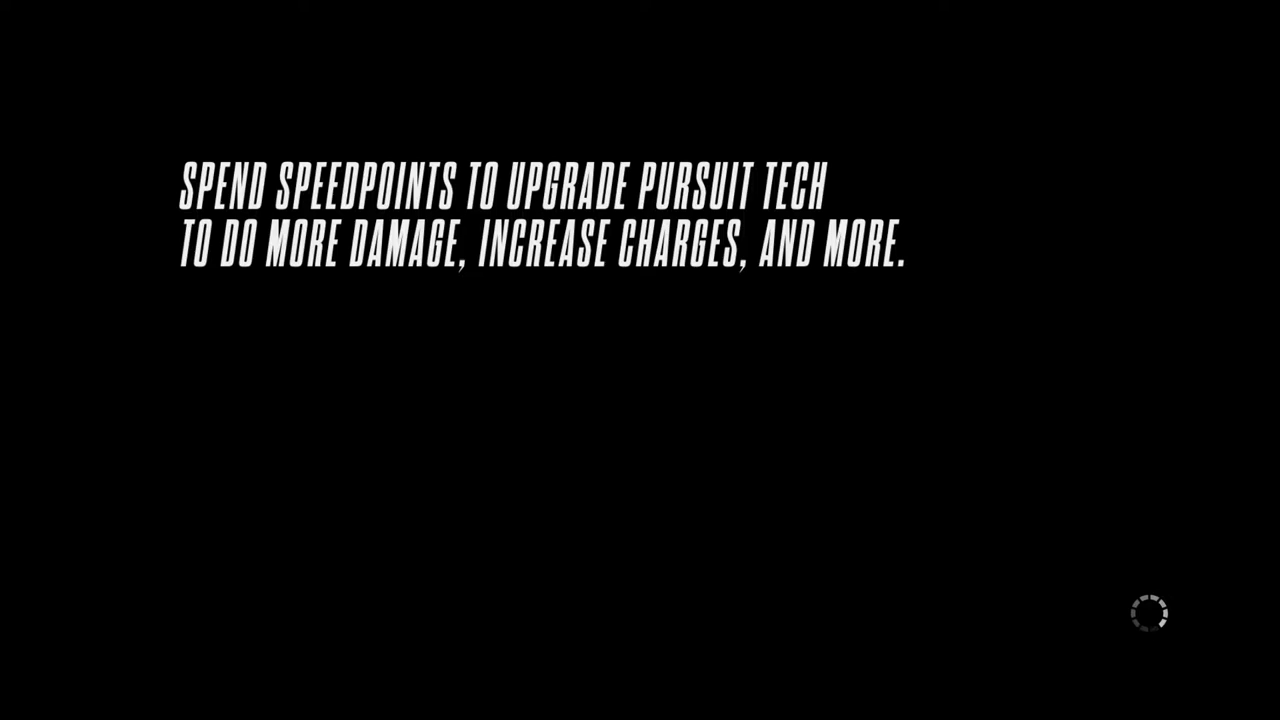 SPEND SPEEDPOINTS TO UPGRADE PURSUIT TECH
TO DO MORE DAMAGE, INCREASE CHARGES, AND MORE.